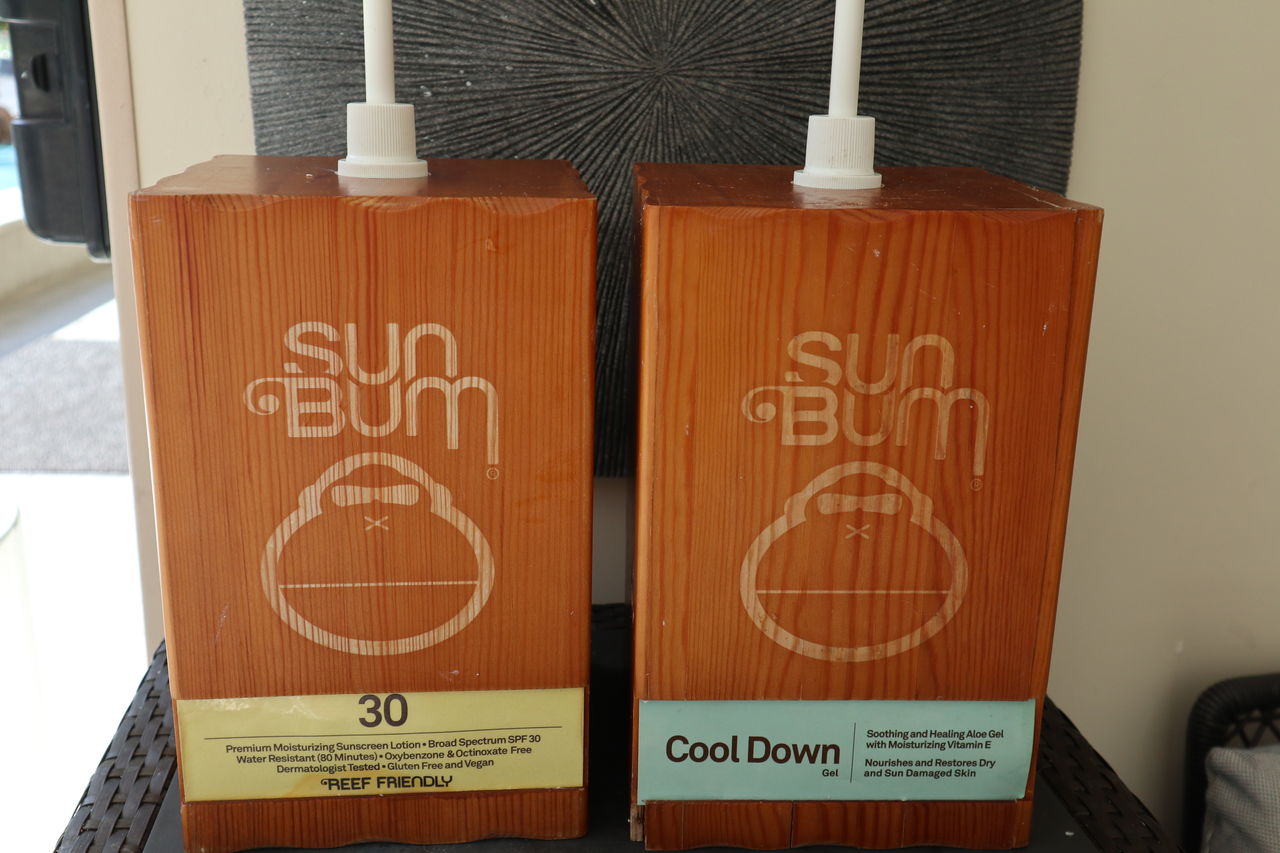 SUN
BUM
®
30
Premium Moisturizing Sunscreen Lotion • Broad Spectrum SPF 30
Water Resistant (80 Minutes) • Oxybenzone & Octinoxate Free
Dermatologist Tested • Gluten Free and Vegan
REEF FRIENDLY
SUN
BUM
®
Cool Down
Gel
Soothing and Healing Aloe Gel
with Moisturizing Vitamin E
Nourishes and Restores Dry
and Sun Damaged Skin